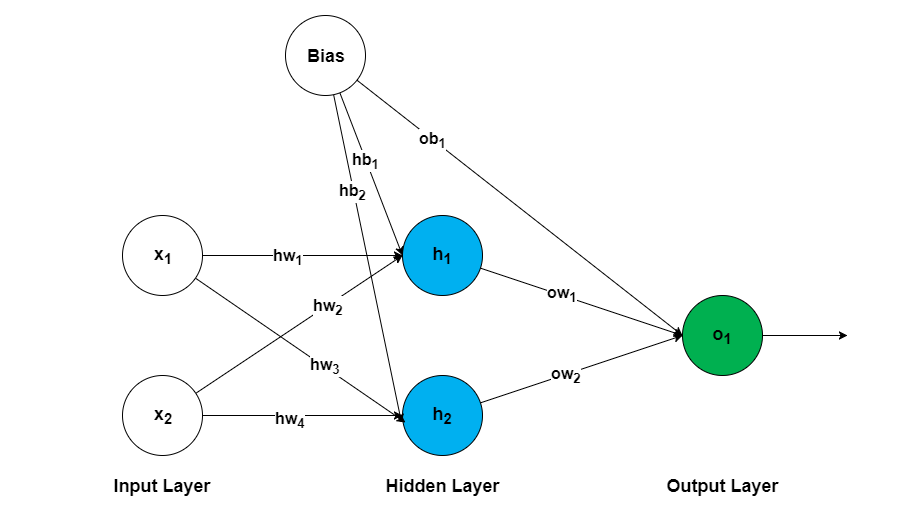 Bias
ob₁
hb₁
hb₂
x₁
hw₁
h₁
hw₂
ow₁
o₁
hw₃
ow₂
x₂
hw₄
h₂
Input Layer
Hidden Layer
Output Layer